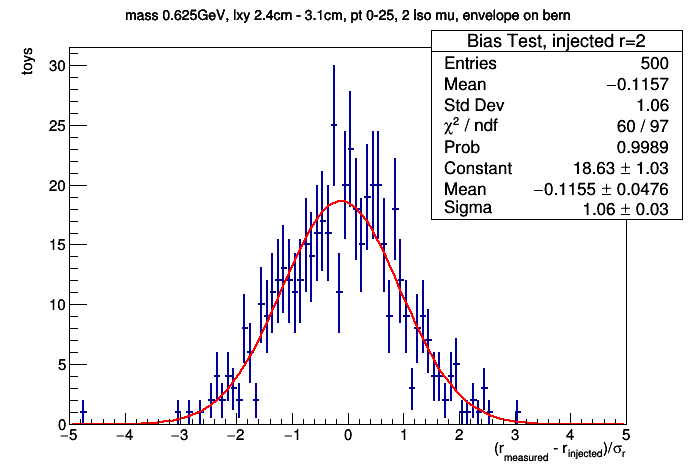 mass 0.625GeV, lxy 2.4cm - 3.1cm, pt 0-25, 2 iso mu, envelope on bern
Bias Test, injected r=2
Entries 500
Mean −0.1157
Std Dev 1.06
χ² / ndf 60 / 97
Prob 0.9989
Constant 18.63 ± 1.03
Mean −0.1155 ± 0.0476
Sigma 1.06 ± 0.03
toys
30
25
20
15
10
5
0
−5 −4 −3 −2 −1 0 1 2 3 4 5
(r_measured - r_injected)/σ_r